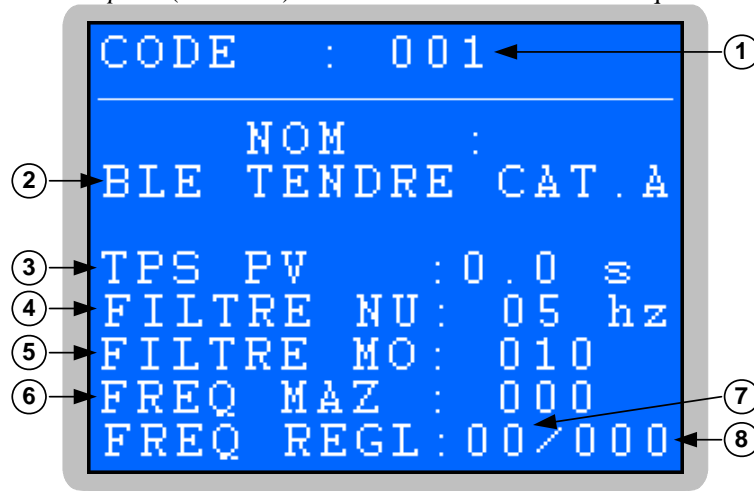 CODE : 001 1
NOM :
2 BLE TENDRE CAT.A
3 TPS PV :0.0 s
4 FILTRE NU: 05 hz
5 FILTRE MO: 010
6 FREQ MAZ : 000 7
FREQ REGL:00/000 8